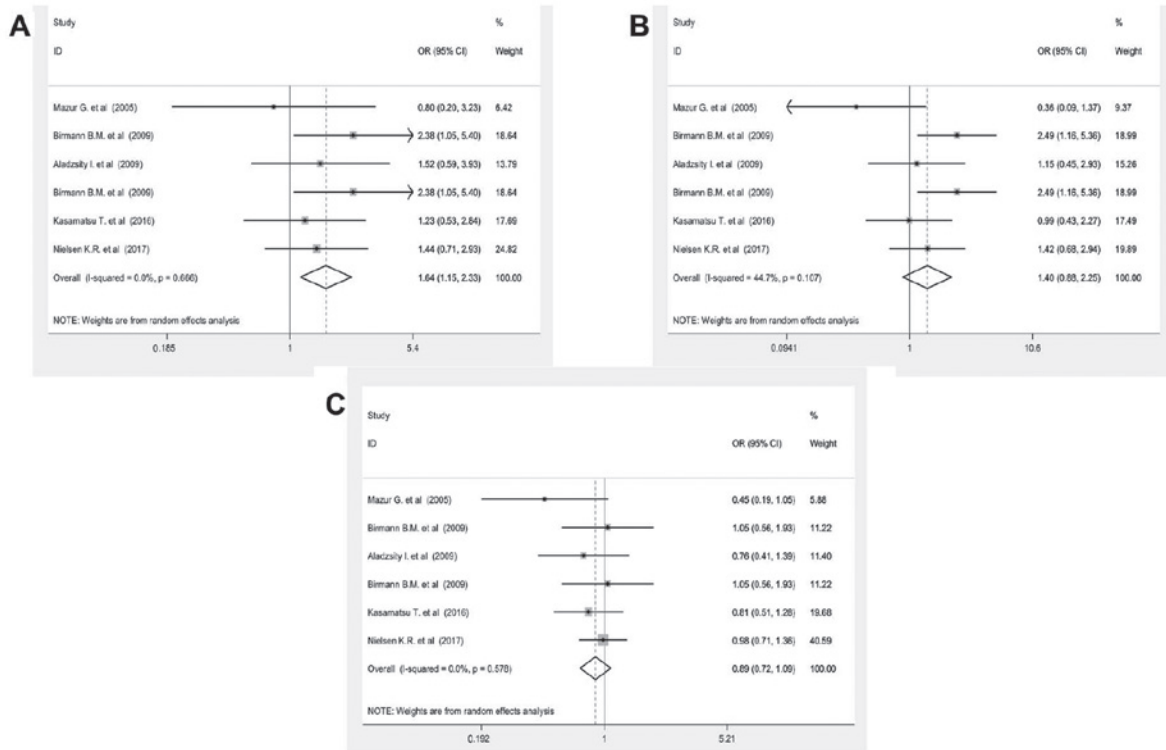 A
Study %
ID OR (95% CI) Weight
Mazur G. et al (2005) 0.80 (0.20, 3.23) 6.42
Birmann B.M. et al (2009) 2.38 (1.05, 5.40) 18.64
Aladzsity I. et al (2009) 1.52 (0.59, 3.93) 13.79
Birmann B.M. et al (2009) 2.38 (1.05, 5.40) 18.64
Kasamatsu T. et al (2016) 1.23 (0.53, 2.84) 17.69
Nielsen K.R. et al (2017) 1.44 (0.71, 2.93) 24.82
Overall (I-squared = 0.0%, p = 0.666) 1.64 (1.15, 2.33) 100.00
NOTE: Weights are from random effects analysis
0.185 1 5.4
B
Study %
ID OR (95% CI) Weight
Mazur G. et al (2005) 0.36 (0.09, 1.37) 9.37
Birmann B.M. et al (2009) 2.49 (1.16, 5.36) 18.99
Aladzsity I. et al (2009) 1.15 (0.45, 2.93) 15.26
Birmann B.M. et al (2009) 2.49 (1.16, 5.36) 18.99
Kasamatsu T. et al (2016) 0.99 (0.43, 2.27) 17.49
Nielsen K.R. et al (2017) 1.42 (0.68, 2.94) 19.89
Overall (I-squared = 44.7%, p = 0.107) 1.40 (0.88, 2.25) 100.00
NOTE: Weights are from random effects analysis
0.0941 1 10.6
C
Study %
ID OR (95% CI) Weight
Mazur G. et al (2005) 0.45 (0.19, 1.05) 5.88
Birmann B.M. et al (2009) 1.05 (0.56, 1.93) 11.22
Aladzsity I. et al (2009) 0.76 (0.41, 1.39) 11.40
Birmann B.M. et al (2009) 1.05 (0.56, 1.93) 11.22
Kasamatsu T. et al (2016) 0.81 (0.51, 1.28) 19.68
Nielsen K.R. et al (2017) 0.98 (0.71, 1.36) 40.59
Overall (I-squared = 0.0%, p = 0.578) 0.89 (0.72, 1.09) 100.00
NOTE: Weights are from random effects analysis
0.192 1 5.21